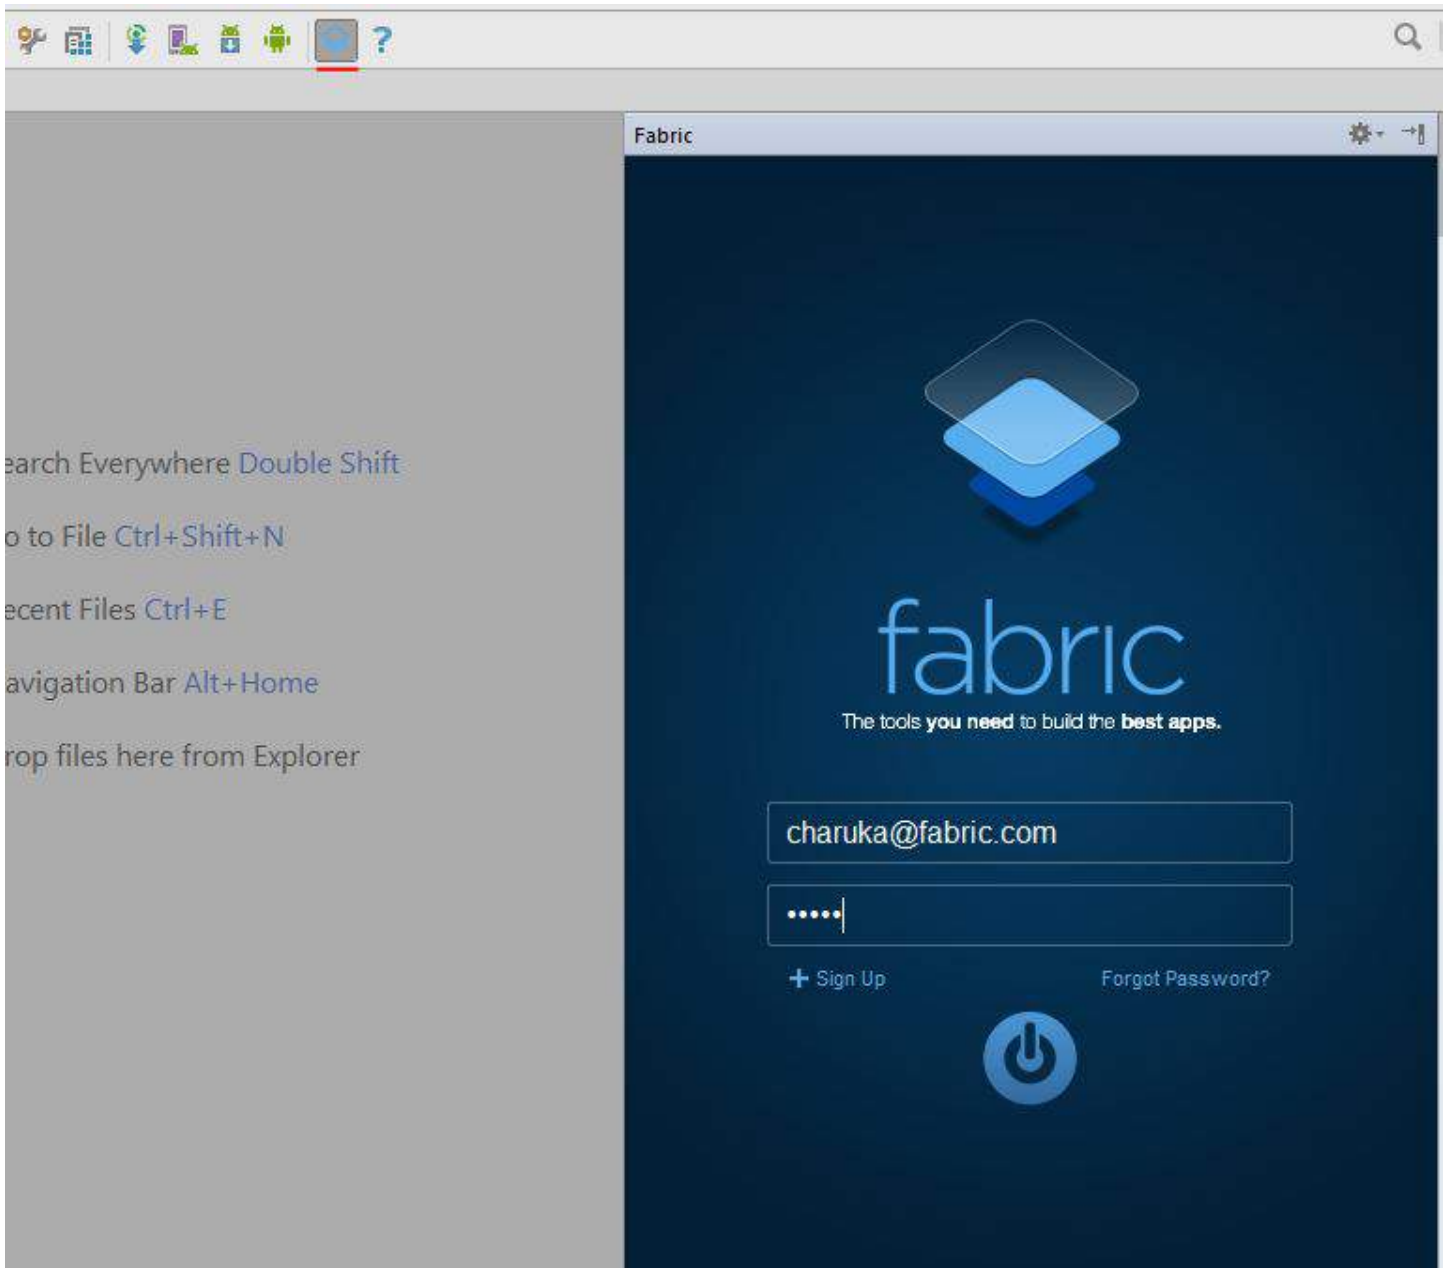 ?
Fabric
earch Everywhere Double Shift
o to File Ctrl+Shift+N
ecent Files Ctrl+E
avigation Bar Alt+Home
rop files here from Explorer
fabric
The tools you need to build the best apps.
charuka@fabric.com
•••••
+ Sign Up Forgot Password?